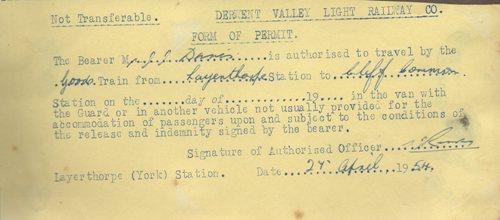 Not Transferable. DERWENT VALLEY LIGHT RAILWAY CO.
FORM OF PERMIT.
The Bearer M Davis is authorised to travel by the
Goods Train from Layerthorpe Station to Cliff Common
Station on the day of 19 in the van with
the Guard or in another vehicle not usually provided for the
accommodation of passengers upon and subject to the conditions of
the release and indemnity signed by the bearer.
Signature of Authorised Officer
Layerthorpe (York) Station. Date 27 April 1954.